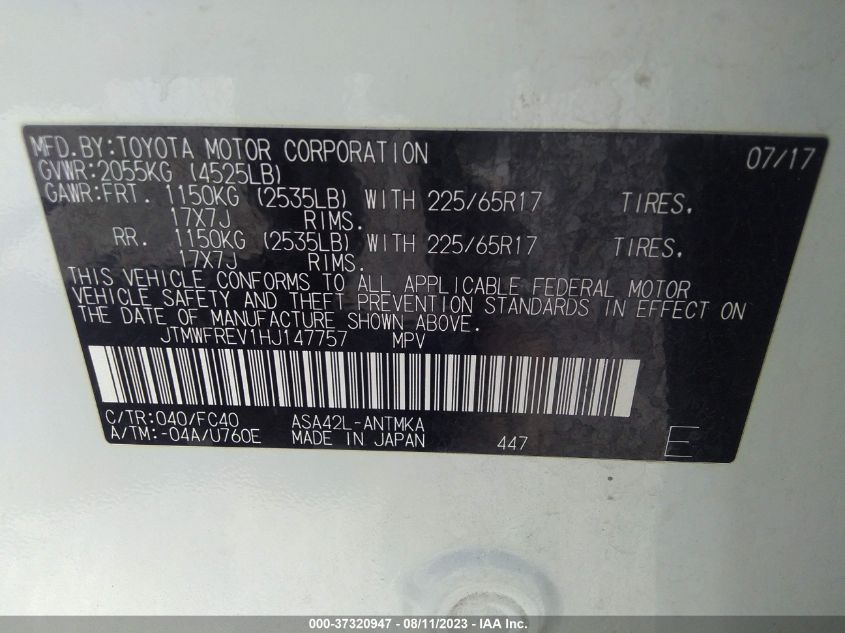 MFD.BY:TOYOTA MOTOR CORPORATION 07/17
GVWR:2055KG (4525LB)
GAWR:FRT. 1150KG (2535LB) WITH 225/65R17 TIRES,
17X7J RIMS.
RR. 1150KG (2535LB) WITH 225/65R17 TIRES,
17X7J RIMS.
THIS VEHICLE CONFORMS TO ALL APPLICABLE FEDERAL MOTOR
VEHICLE SAFETY AND THEFT PREVENTION STANDARDS IN EFFECT ON
THE DATE OF MANUFACTURE SHOWN ABOVE.
JTMWFREV1HJ147757 MPV
C/TR:040/FC40 ASA42L-ANTMKA
A/TM:-04A/U760E MADE IN JAPAN 447 E
000-37320947 - 08/11/2023 - IAA Inc.